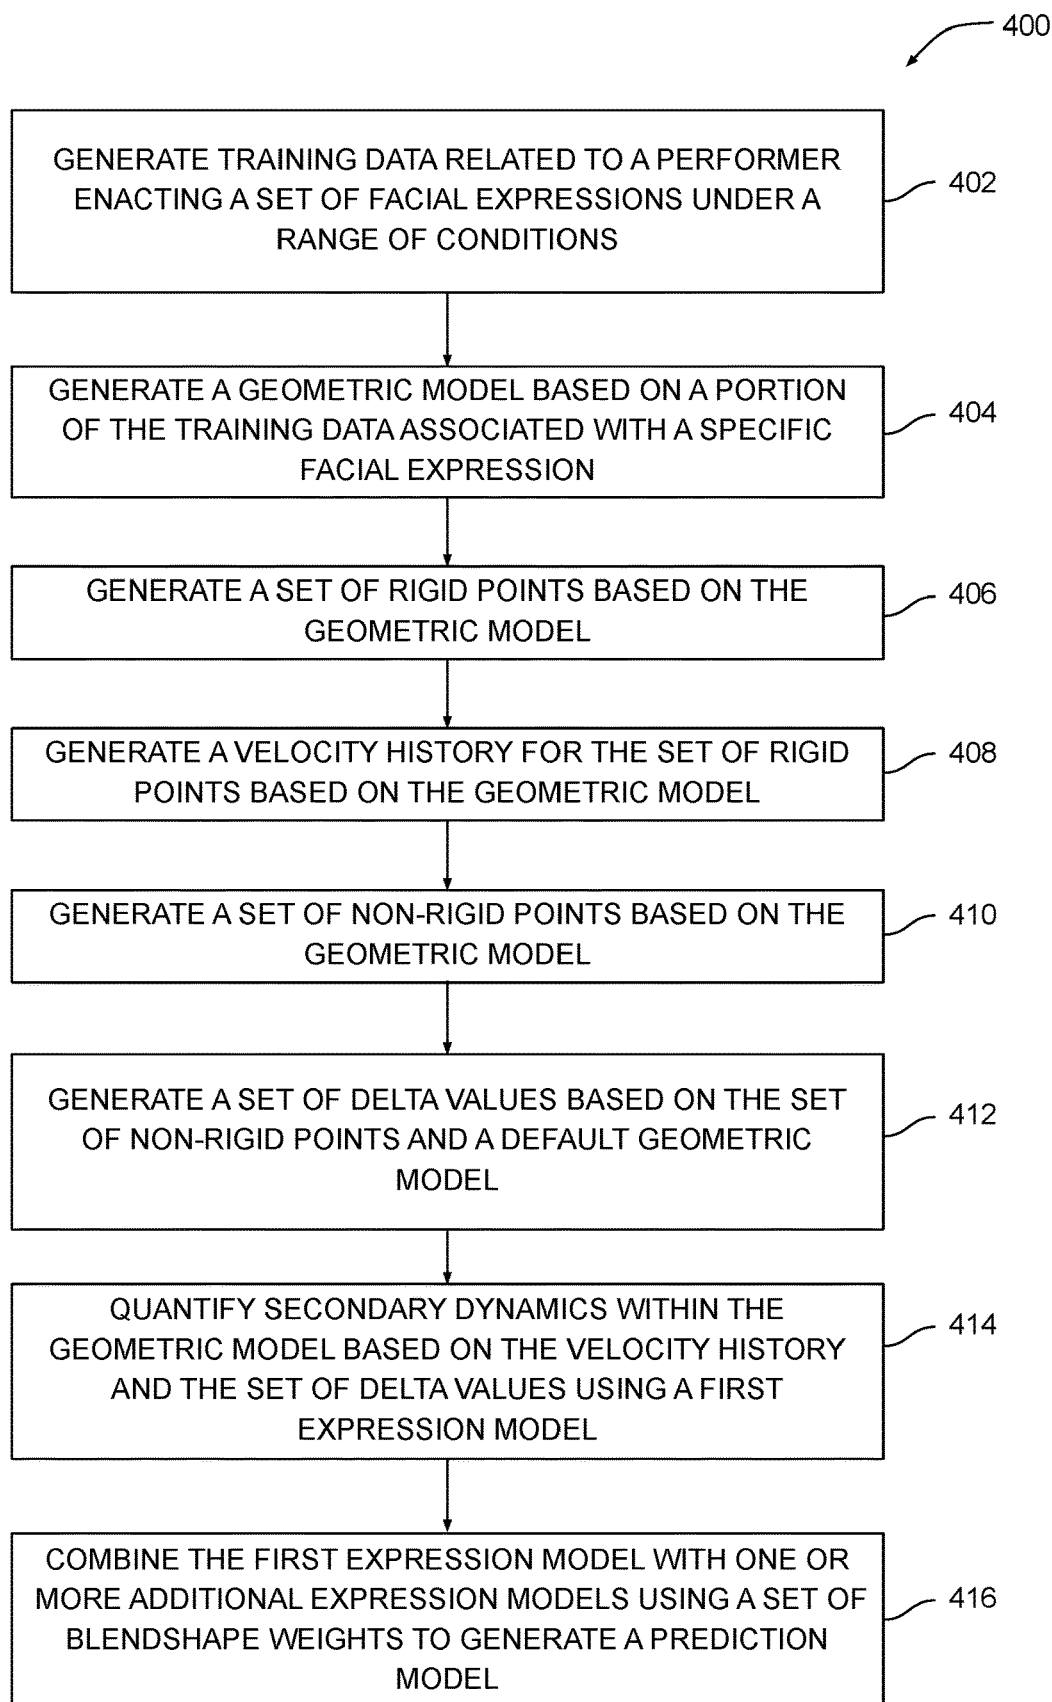 400
GENERATE TRAINING DATA RELATED TO A PERFORMER
ENACTING A SET OF FACIAL EXPRESSIONS UNDER A
RANGE OF CONDITIONS
402
GENERATE A GEOMETRIC MODEL BASED ON A PORTION
OF THE TRAINING DATA ASSOCIATED WITH A SPECIFIC
FACIAL EXPRESSION
404
GENERATE A SET OF RIGID POINTS BASED ON THE
GEOMETRIC MODEL
406
GENERATE A VELOCITY HISTORY FOR THE SET OF RIGID
POINTS BASED ON THE GEOMETRIC MODEL
408
GENERATE A SET OF NON-RIGID POINTS BASED ON THE
GEOMETRIC MODEL
410
GENERATE A SET OF DELTA VALUES BASED ON THE SET
OF NON-RIGID POINTS AND A DEFAULT GEOMETRIC
MODEL
412
QUANTIFY SECONDARY DYNAMICS WITHIN THE
GEOMETRIC MODEL BASED ON THE VELOCITY HISTORY
AND THE SET OF DELTA VALUES USING A FIRST
EXPRESSION MODEL
414
COMBINE THE FIRST EXPRESSION MODEL WITH ONE OR
MORE ADDITIONAL EXPRESSION MODELS USING A SET OF
BLENDSHAPE WEIGHTS TO GENERATE A PREDICTION
MODEL
416